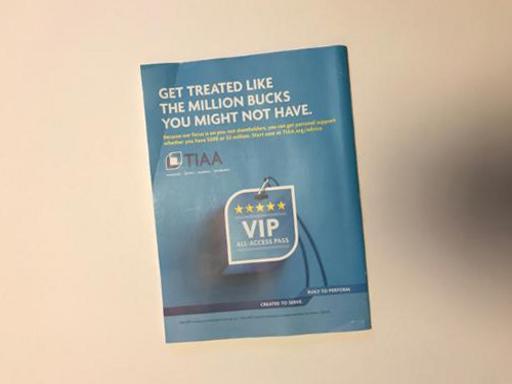 GET TREATED LIKE
THE MILLION BUCKS
YOU MIGHT NOT HAVE.
Because our focus is on you, not shareholders, you can get personal support
whether you have $500 or $5 million. Start now at TIAA.org/advice
TIAA
VIP
ALL-ACCESS PASS
BUILT TO PERFORM.
CREATED TO SERVE.